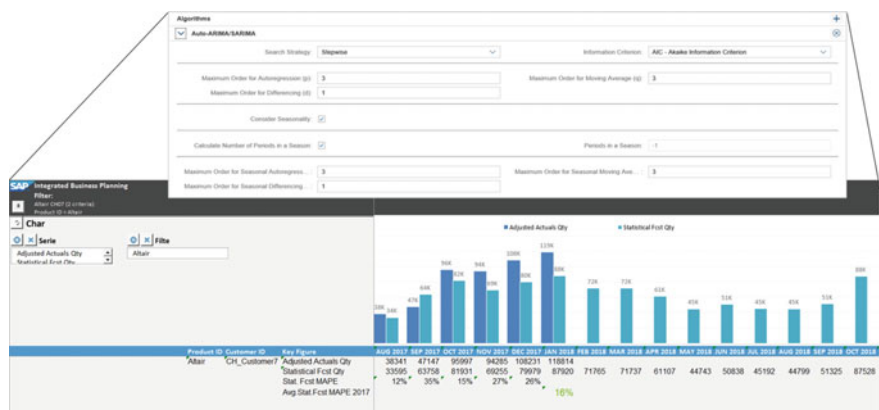 Algorithms
Auto-ARIMA/SARIMA
Search Strategy: Stepwise
Information Criterion: AIC - Akaike Information Criterion
Maximum Order for Autoregression (p): 3
Maximum Order for Moving Average (q): 3
Maximum Order for Differencing (d): 1
Consider Seasonality:
Calculate Number of Periods in a Season:
Periods in a Season: -1
Maximum Order for Seasonal Autoregress... : 3
Maximum Order for Seasonal Moving Ave... : 3
Maximum Order for Seasonal Differencing... : 1
SAP Integrated Business Planning
Filter:
Altair CH07 (2 criteria)
Product ID = Altair
Char
Serie
Filte
Adjusted Actuals Qty
Statistical Fcst Qty
Altair
Adjusted Actuals Qty
Statistical Fcst Qty
38K 34K 47K 64K 96K 82K 94K 69K 108K 80K 119K 88K 72K 72K 61K 45K 51K 45K 45K 51K 88K
Product ID Customer ID Key Figure AUG 2017 SEP 2017 OCT 2017 NOV 2017 DEC 2017 JAN 2018 FEB 2018 MAR 2018 APR 2018 MAY 2018 JUN 2018 JUL 2018 AUG 2018 SEP 2018 OCT 2018
Altair CH_Customer7 Adjusted Actuals Qty 38341 47147 95997 94285 108231 118814
Statistical Fcst Qty 33595 63758 81931 69255 79979 87920 71765 71737 61107 44743 50838 45192 44799 51325 87528
Stat. Fcst MAPE 12% 35% 15% 27% 26%
Avg.Stat.Fcst MAPE 2017 16%